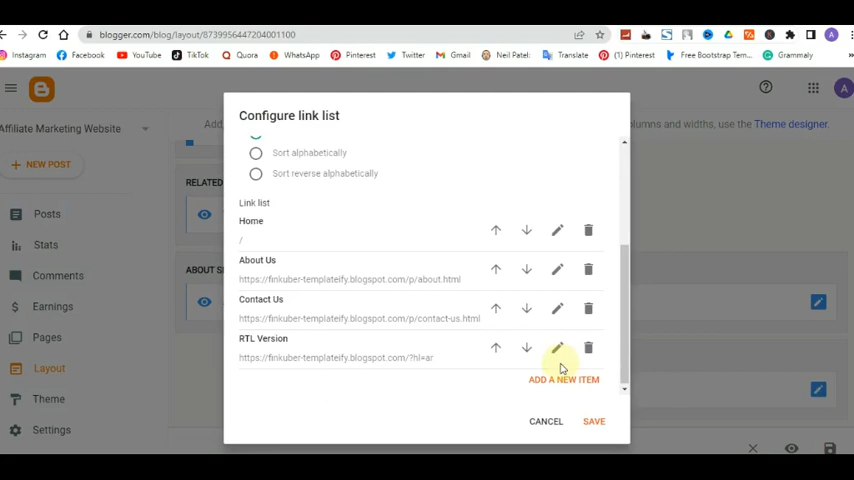 blogger.com/blog/layout/8739956447204001100
A
Instagram
Facebook
YouTube
TikTok
Quora
WhatsApp
Pinterest
Twitter
Gmail
Neil Patel:
Translate
(1) Pinterest
Free Bootstrap Tem...
Grammaly
A
Configure link list
Affiliate Marketing Website
Add,
columns and widths, use the Theme designer.
Sort alphabetically
NEW POST
Sort reverse alphabetically
RELATED
Link list
Posts
Home
/
Stats
About Us
ABOUT S
Comments
https://finkuber-templateify.blogspot.com/p/about.html
Contact Us
Earnings
https://finkuber-templateify.blogspot.com/p/contact-us.html
Pages
RTL Version
https://finkuber-templateify.blogspot.com/?hl=ar
Layout
ADD A NEW ITEM
Theme
CANCEL
SAVE
Settings